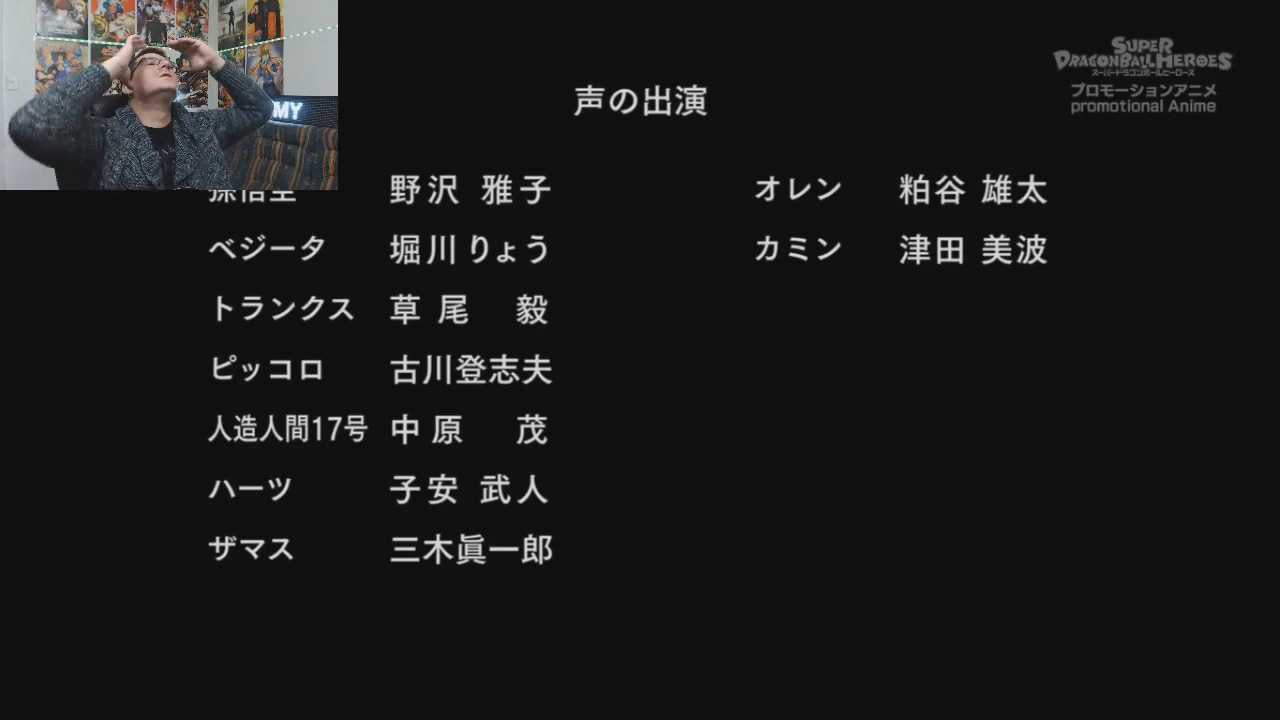 SUPER
DRAGONBALL HEROES
スーパードラゴンボールヒーローズ
プロモーションアニメ
promotional Anime
MY
声の出演
孫悟空 野沢 雅子
ベジータ 堀川りょう
トランクス 草尾 毅
ピッコロ 古川登志夫
人造人間17号 中原 茂
ハーツ 子安 武人
ザマス 三木眞一郎
オレン 粕谷 雄太
カミン 津田 美波